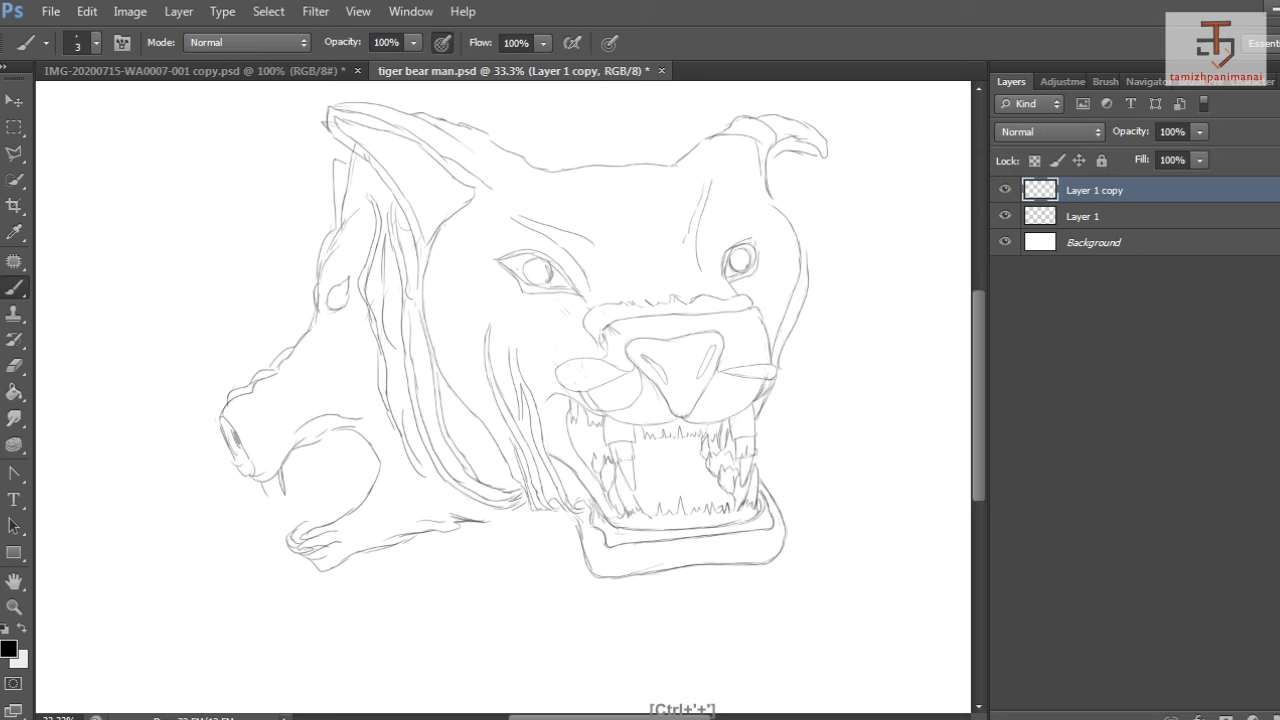 Ps File Edit Image Layer Type Select Filter View Window Help
3 Mode: Normal Opacity: 100% Flow: 100%
tamizhpanimanai
IMG-20200715-WA0007-001 copy.psd @ 100% (RGB/8#) * × tiger bear man.psd @ 33.3% (Layer 1 copy, RGB/8) * ×
Layers Adjustme Brush Navigator
Kind
Normal Opacity: 100%
Lock: Fill: 100%
Layer 1 copy
Layer 1
Background
[Ctrl+'+']